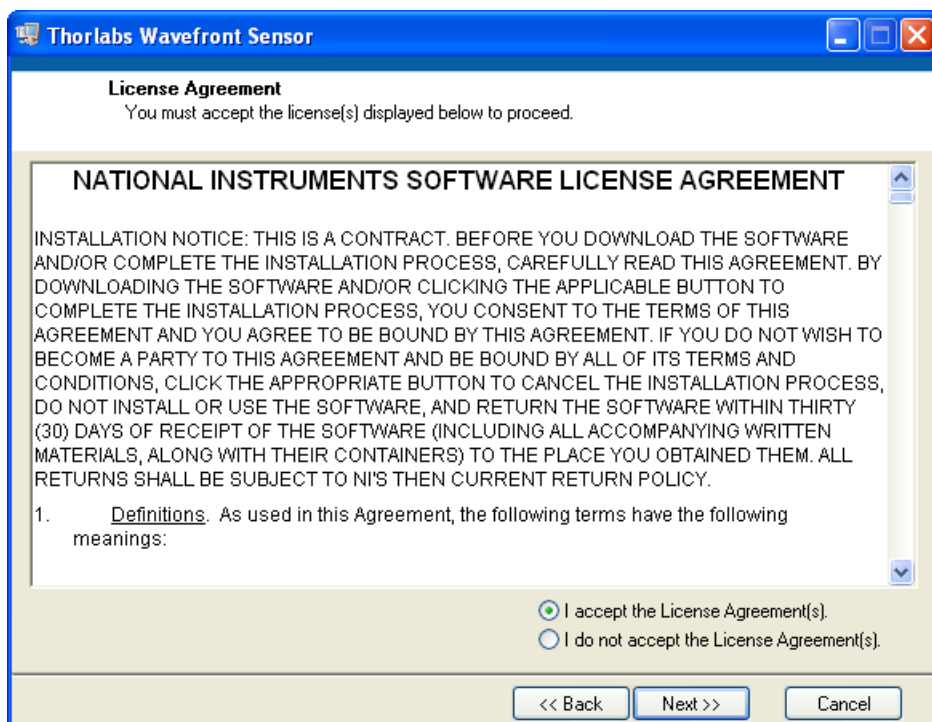 Thorlabs Wavefront Sensor
License Agreement
You must accept the license(s) displayed below to proceed.
NATIONAL INSTRUMENTS SOFTWARE LICENSE AGREEMENT
INSTALLATION NOTICE: THIS IS A CONTRACT. BEFORE YOU DOWNLOAD THE SOFTWARE
AND/OR COMPLETE THE INSTALLATION PROCESS, CAREFULLY READ THIS AGREEMENT. BY
DOWNLOADING THE SOFTWARE AND/OR CLICKING THE APPLICABLE BUTTON TO
COMPLETE THE INSTALLATION PROCESS, YOU CONSENT TO THE TERMS OF THIS
AGREEMENT AND YOU AGREE TO BE BOUND BY THIS AGREEMENT. IF YOU DO NOT WISH TO
BECOME A PARTY TO THIS AGREEMENT AND BE BOUND BY ALL OF ITS TERMS AND
CONDITIONS, CLICK THE APPROPRIATE BUTTON TO CANCEL THE INSTALLATION PROCESS,
DO NOT INSTALL OR USE THE SOFTWARE, AND RETURN THE SOFTWARE WITHIN THIRTY
(30) DAYS OF RECEIPT OF THE SOFTWARE (INCLUDING ALL ACCOMPANYING WRITTEN
MATERIALS, ALONG WITH THEIR CONTAINERS) TO THE PLACE YOU OBTAINED THEM. ALL
RETURNS SHALL BE SUBJECT TO NI'S THEN CURRENT RETURN POLICY.
1. Definitions. As used in this Agreement, the following terms have the following
meanings:
I accept the License Agreement(s).
I do not accept the License Agreement(s).
<< Back Next >> Cancel